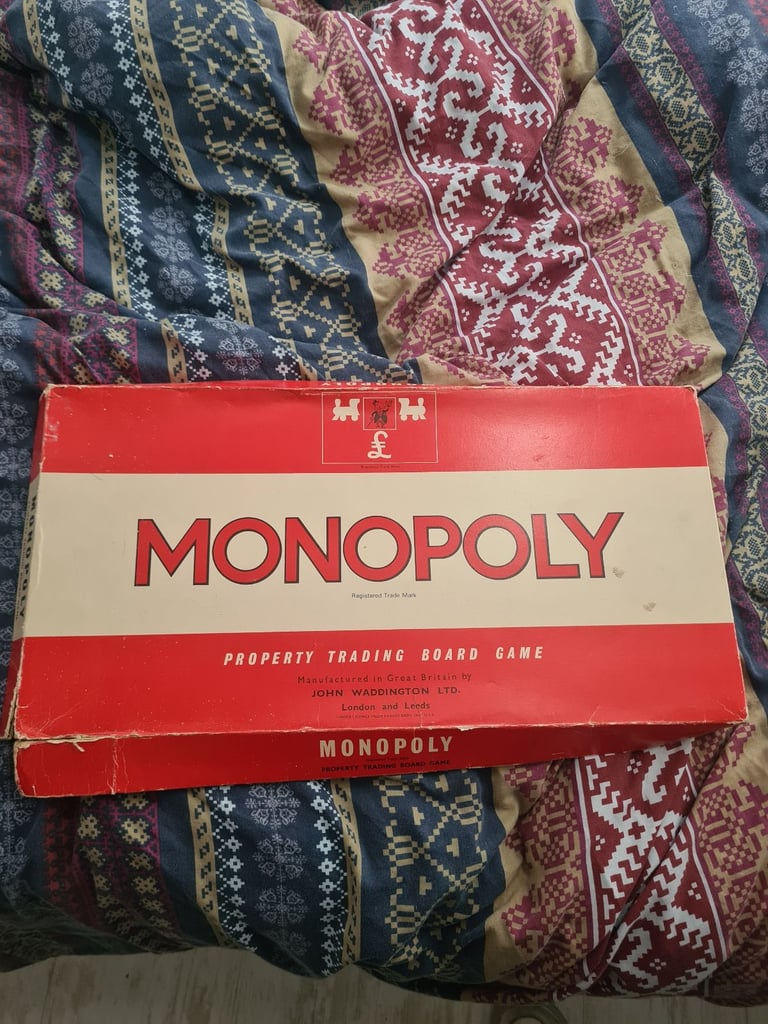 £
MONOPOLY
Registered Trade Mark
PROPERTY TRADING BOARD GAME
Manufactured in Great Britain by
JOHN WADDINGTON LTD.
London and Leeds
MONOPOLY
PROPERTY TRADING BOARD GAME
MONOPOLY